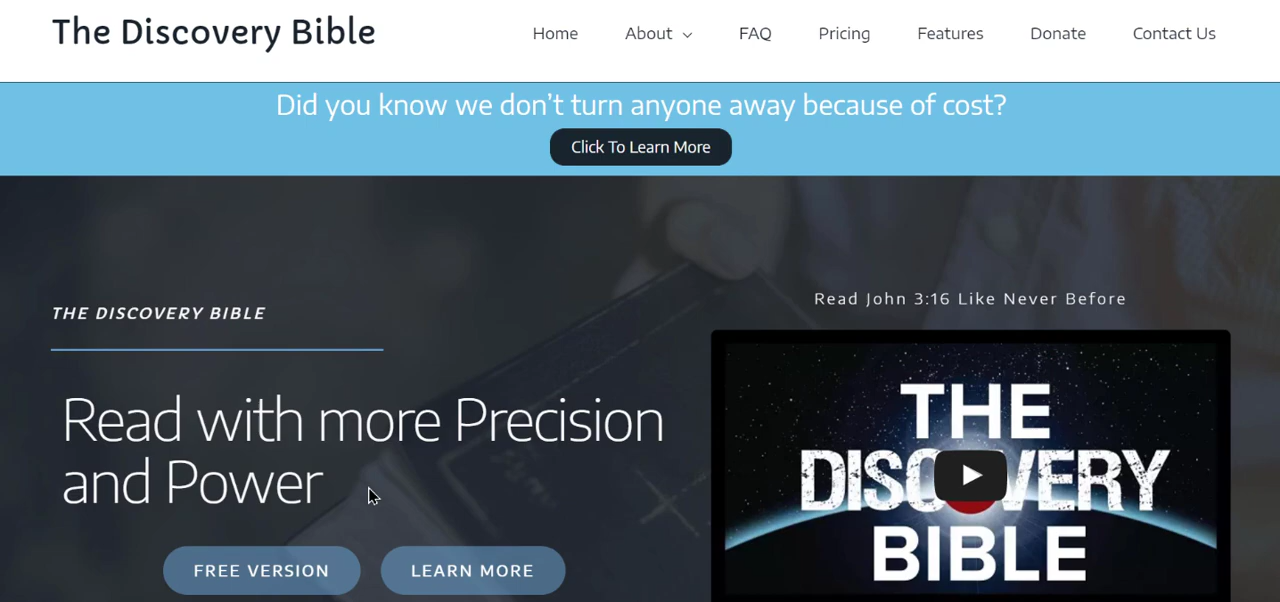 The Discovery Bible
Home About FAQ Pricing Features Donate Contact Us
Did you know we don't turn anyone away because of cost?
Click To Learn More
THE DISCOVERY BIBLE
Read with more Precision
and Power
FREE VERSION LEARN MORE
Read John 3:16 Like Never Before
THE
DISCOVERY
BIBLE